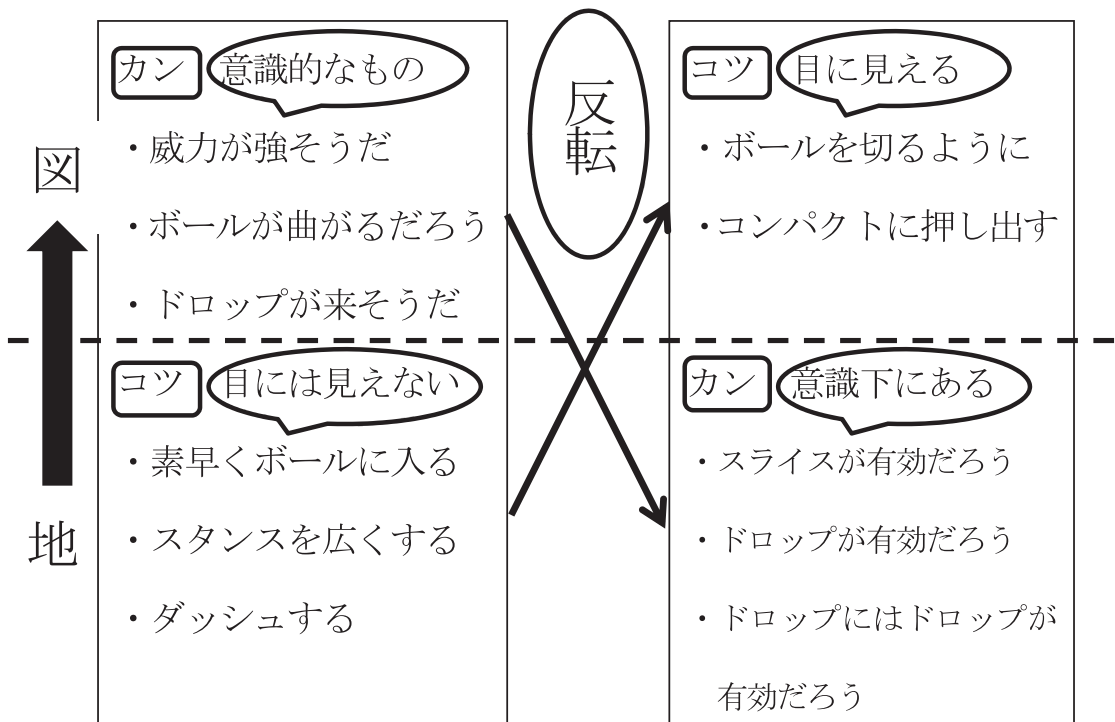 図
地
カン 意識的なもの
・威力が強そうだ
・ボールが曲がるだろう
・ドロップが来そうだ
コツ 目には見えない
・素早くボールに入る
・スタンスを広くする
・ダッシュする
反転
コツ 目に見える
・ボールを切るように
・コンパクトに押し出す
カン 意識下にある
・スライスが有効だろう
・ドロップが有効だろう
・ドロップにはドロップが
有効だろう